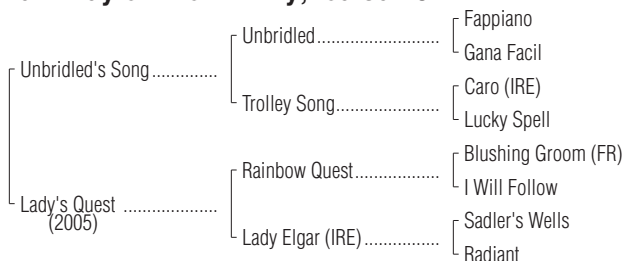 Fappiano
Unbridled........................
Gana Facil
Unbridled's Song.............
Caro (IRE)
Trolley Song....................
Lucky Spell
Blushing Groom (FR)
Rainbow Quest................
I Will Follow
Lady's Quest ..................
(2005)
Sadler's Wells
Lady Elgar (IRE)..............
Radiant